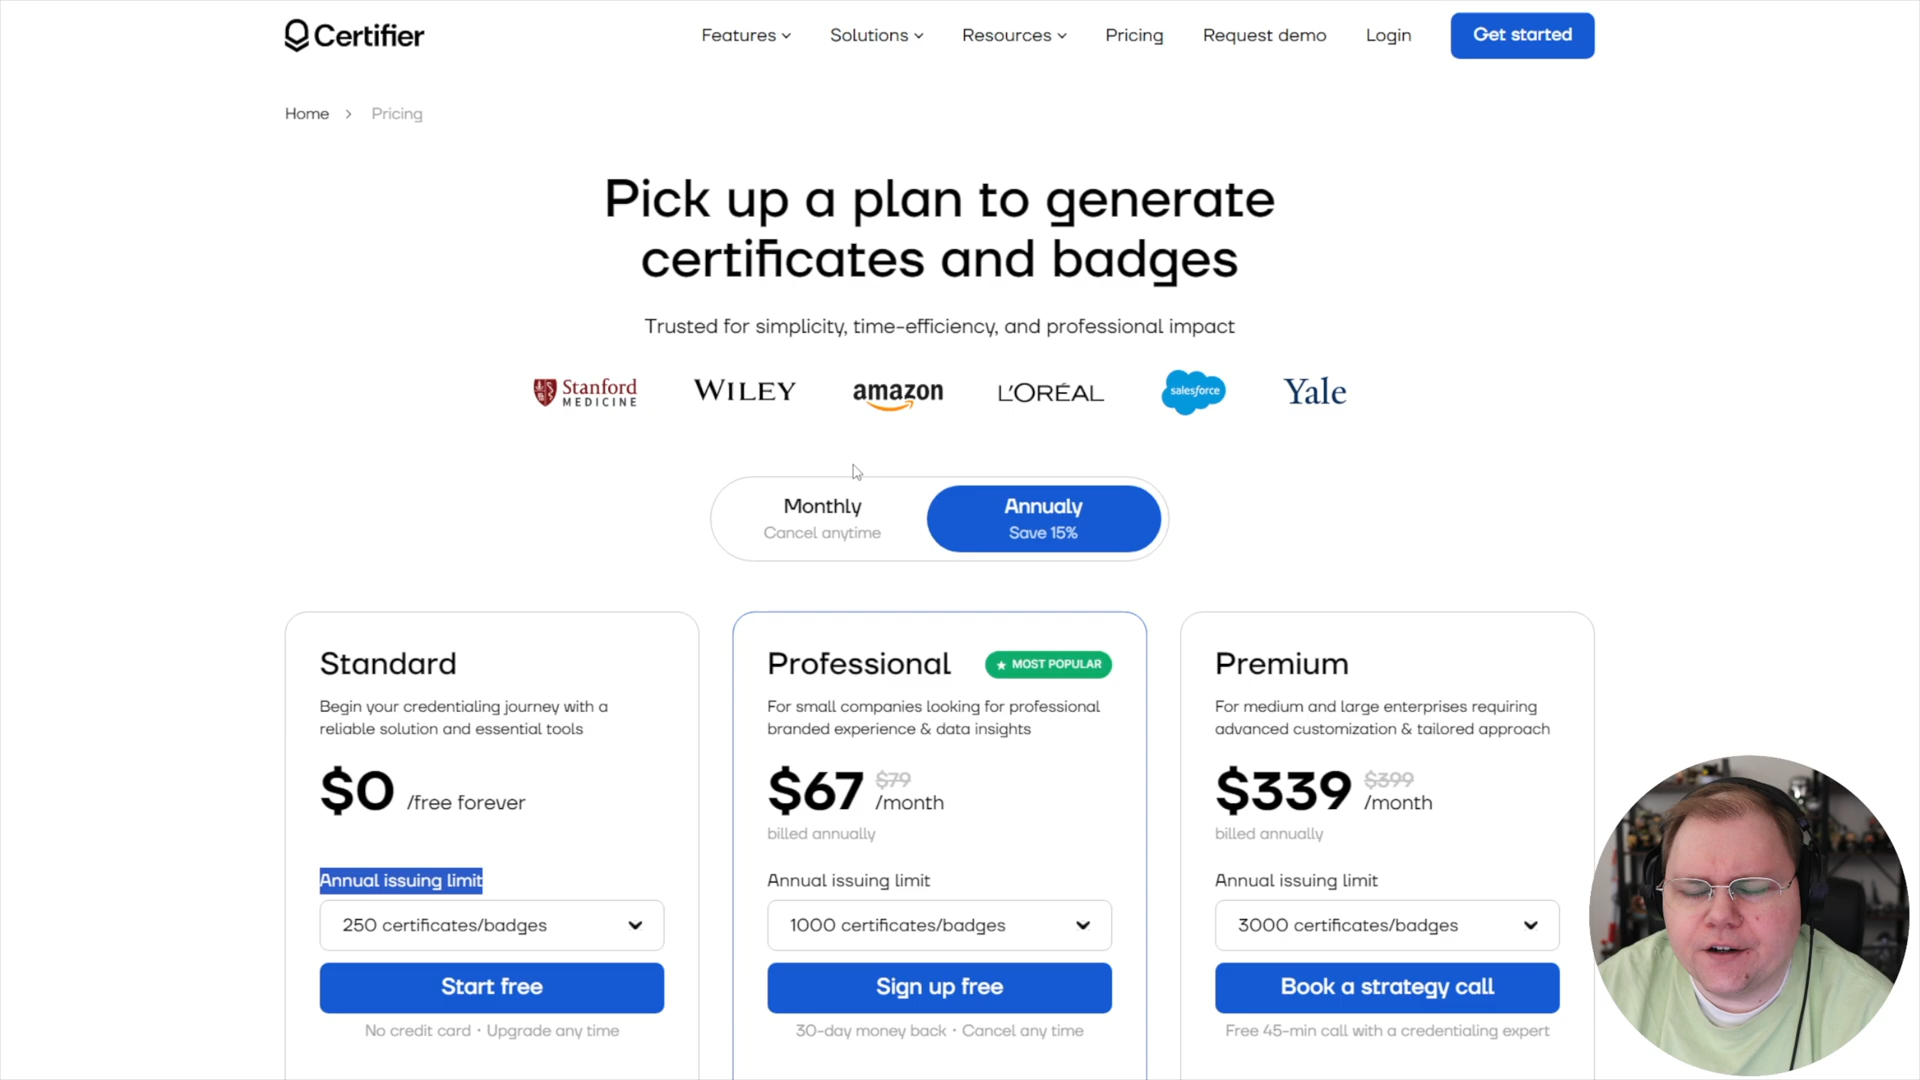 Certifier
Features
Solutions
Resources
Pricing
Request demo
Login
Get started
Home > Pricing
Pick up a plan to generate
certificates and badges
Trusted for simplicity, time-efficiency, and professional impact
Stanford
MEDICINE
WILEY
amazon
L'ORÉAL
salesforce
Yale
Monthly
Cancel anytime
Annualy
Save 15%
Standard
Begin your credentialing journey with a
reliable solution and essential tools
$0 /free forever
Annual issuing limit
250 certificates/badges
Start free
No credit card · Upgrade any time
Professional
★ MOST POPULAR
For small companies looking for professional
branded experience & data insights
$67 $79
/month
billed annually
Annual issuing limit
1000 certificates/badges
Sign up free
30-day money back · Cancel any time
Premium
For medium and large enterprises requiring
advanced customization & tailored approach
$339 $399
/month
billed annually
Annual issuing limit
3000 certificates/badges
Book a strategy call
Free 45-min call with a credentialing expert